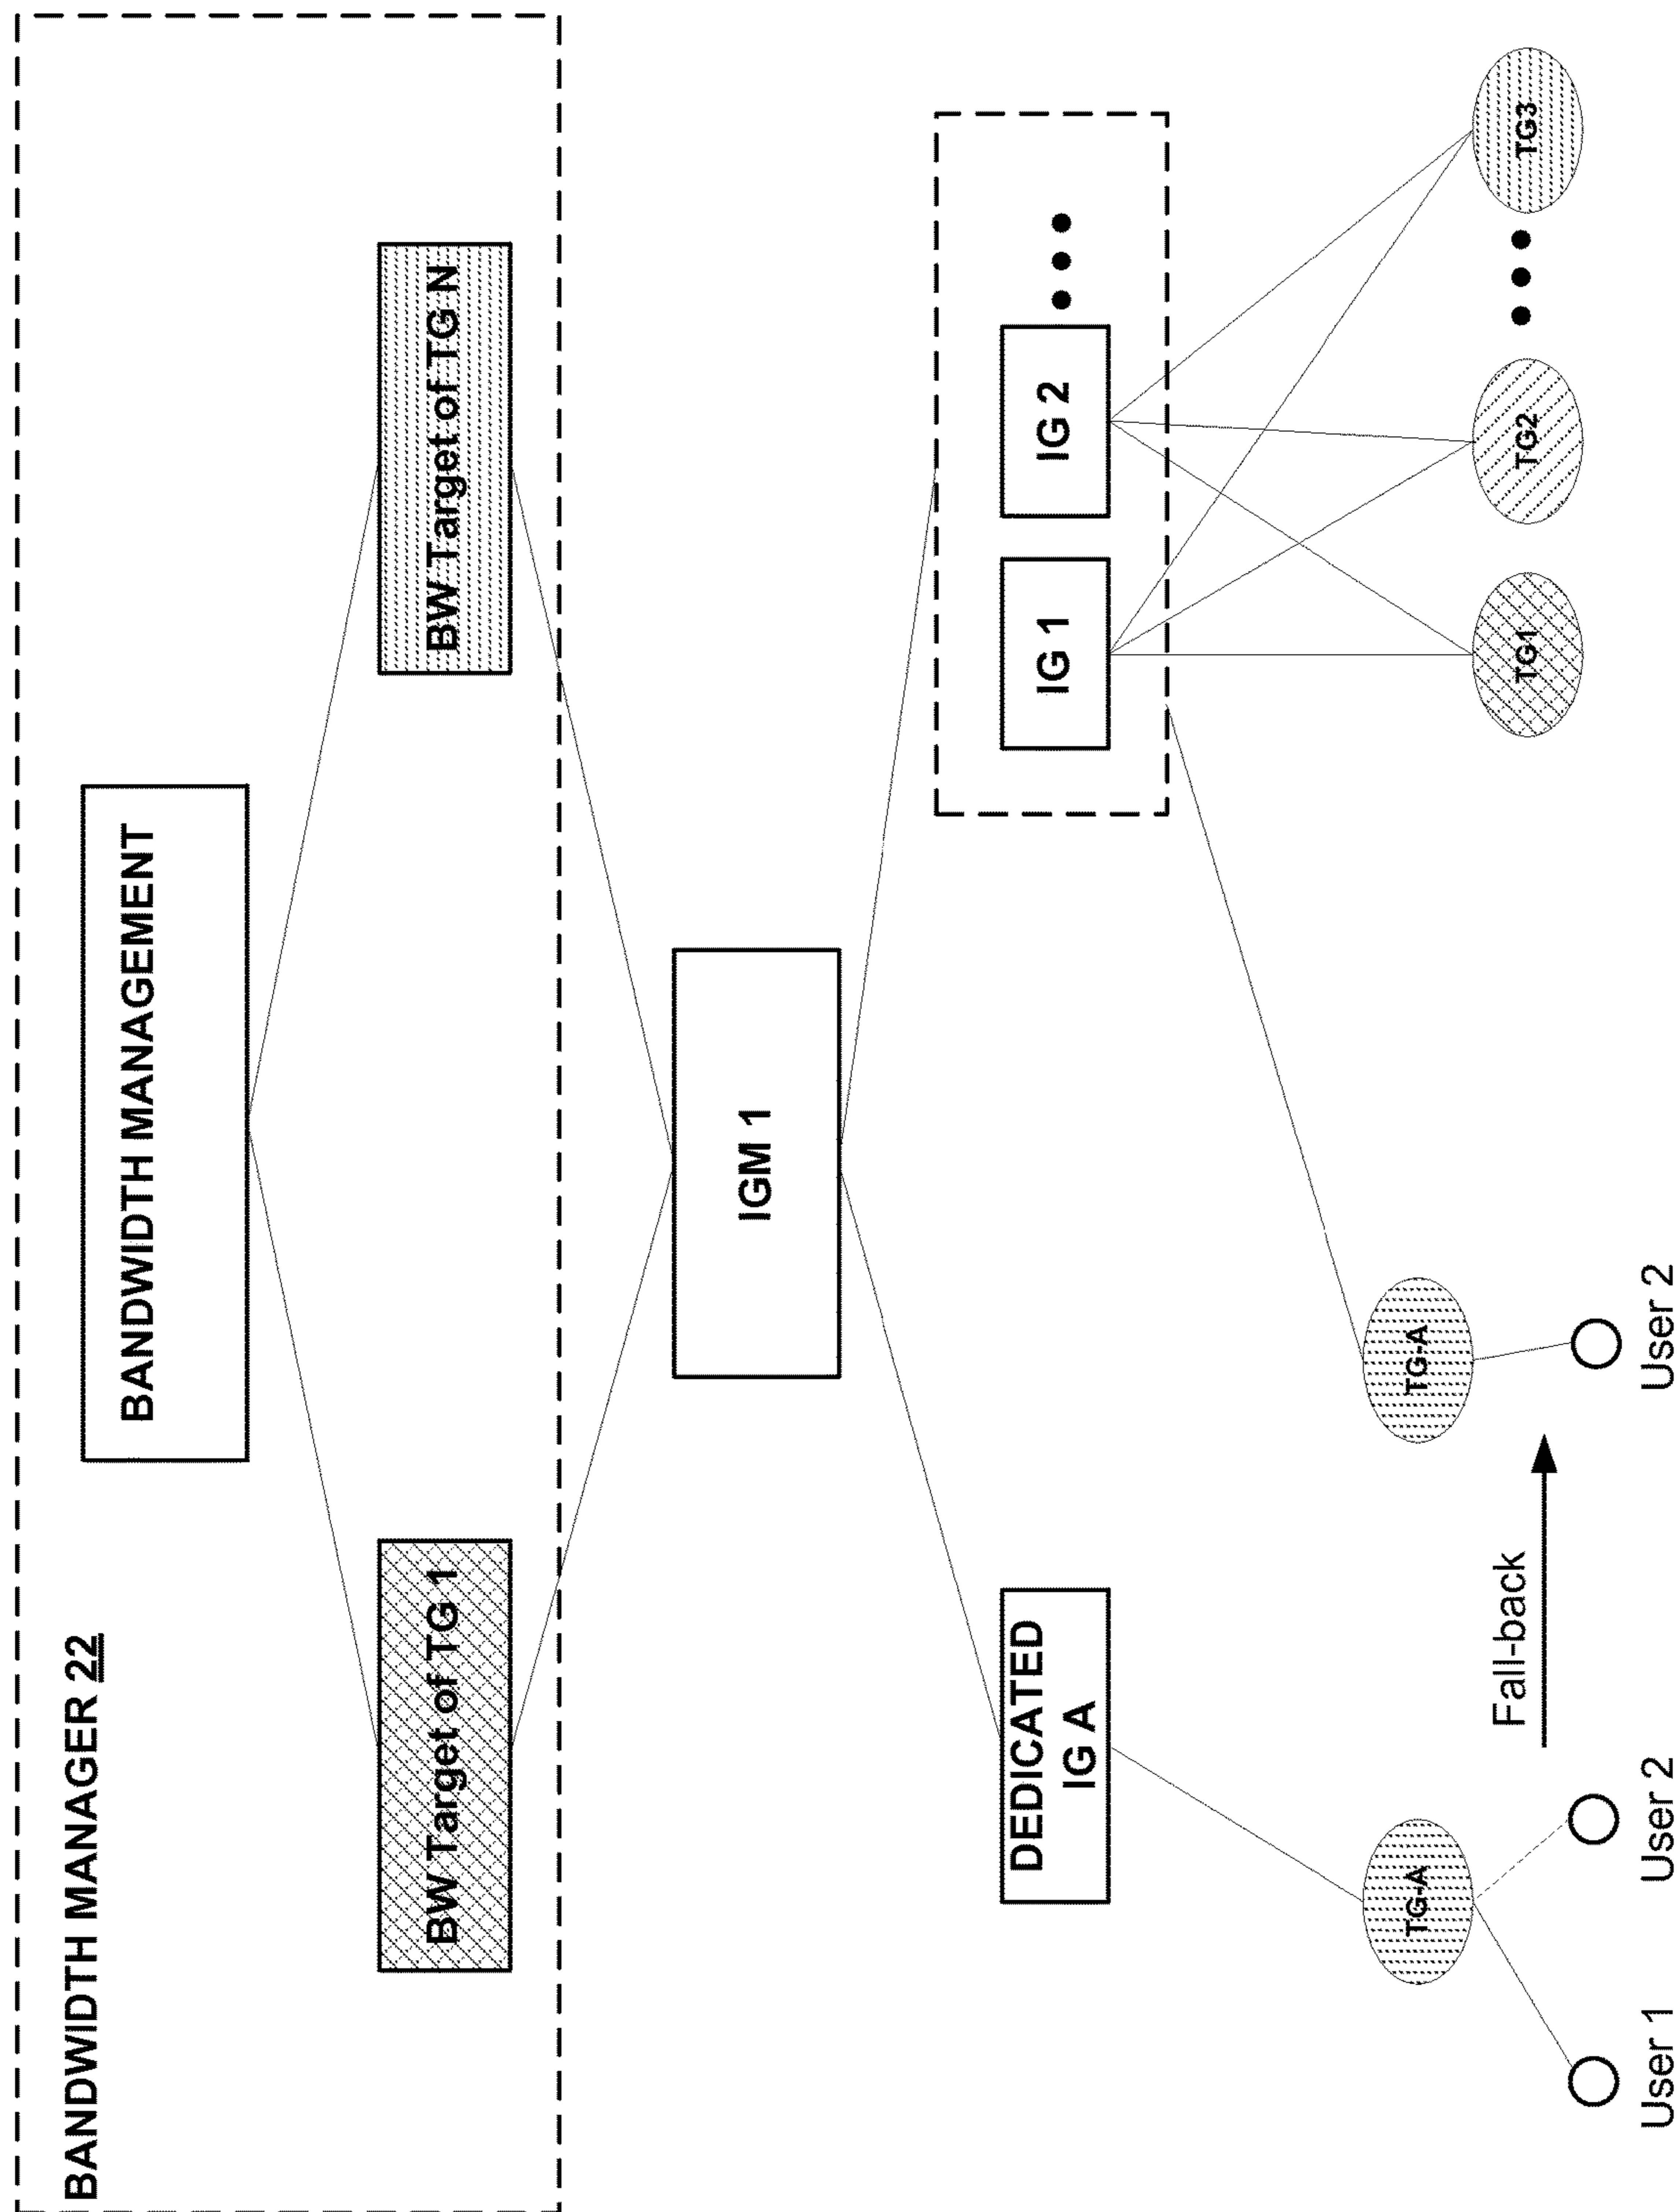 BANDWIDTH MANAGER 22
BANDWIDTH MANAGEMENT
BW Target of TG 1
BW Target of TG N
IGM 1
DEDICATED
IG A
IG 1
IG 2
TG-A
TG-A
TG1
TG2
TG3
Fall-back
User 1
User 2
User 2